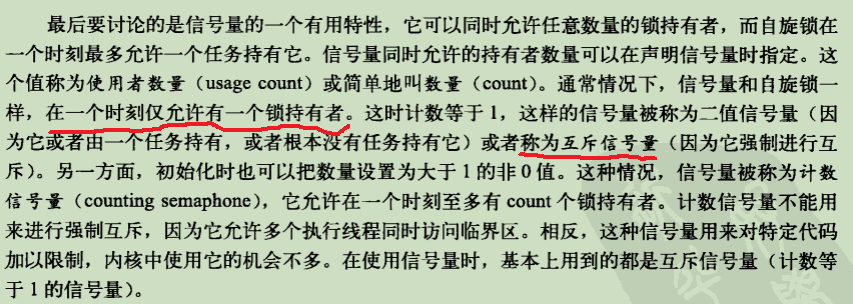 最后要讨论的是信号量的一个有用特性，它可以同时允许任意数量的锁持有者，而自旋锁在
一个时刻最多允许一个任务持有它。信号量同时允许的持有者数量可以在声明信号量时指定。这
个值称为使用者数量（usage count）或简单地叫数量（count）。通常情况下，信号量和自旋锁一
样，在一个时刻仅允许有一个锁持有者。这时计数等于 1，这样的信号量被称为二值信号量（因
为它或者由一个任务持有，或者根本没有任务持有它）或者称为互斥信号量（因为它强制进行互
斥）。另一方面，初始化时也可以把数量设置为大于 1 的非 0 值。这种情况，信号量被称为计数
信号量（counting semaphone），它允许在一个时刻至多有 count 个锁持有者。计数信号量不能用
来进行强制互斥，因为它允许多个执行线程同时访问临界区。相反，这种信号量用来对特定代码
加以限制，内核中使用它的机会不多。在使用信号量时，基本上用到的都是互斥信号量（计数等
于 1 的信号量）。